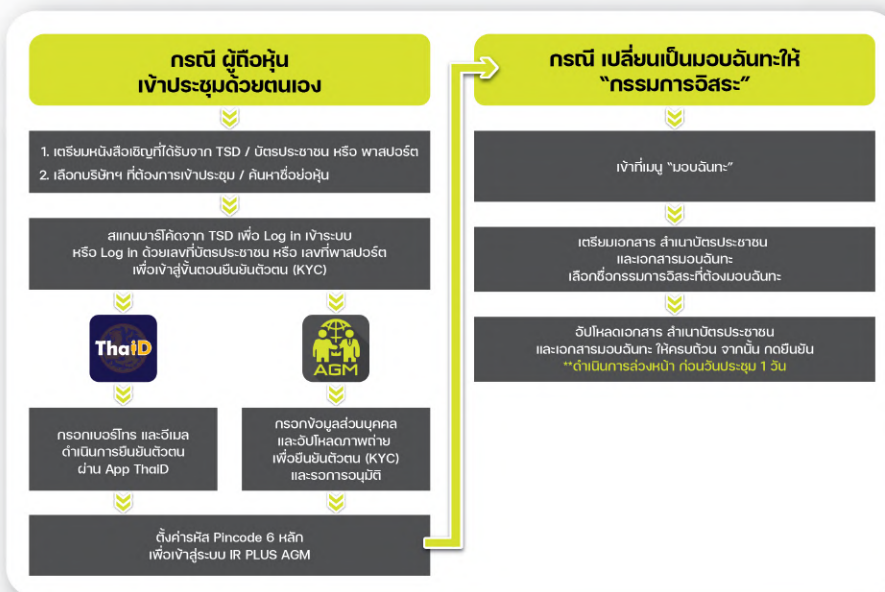 กรณี ผู้ถือหุ้น
เข้าประชุมด้วยตนเอง
1. เตรียมหนังสือเชิญที่ได้รับจาก TSD / บัตรประชาชน หรือ พาสปอร์ต
2. เลือกบริษัทฯ ที่ต้องการเข้าประชุม / ค้นหาชื่อย่อหุ้น
สแกนบาร์โค้ดจาก TSD เพื่อ Log in เข้าระบบ
หรือ Log in ด้วยเลขที่บัตรประชาชน หรือ เลขที่พาสปอร์ต
เพื่อเข้าสู่ขั้นตอนยืนยันตัวตน (KYC)
ThaiD
AGM
กรอกเบอร์โทร และอีเมล
ดำเนินการยืนยันตัวตน
ผ่าน App ThaID
กรอกข้อมูลส่วนบุคคล
และอัปโหลดภาพถ่าย
เพื่อยืนยันตัวตน (KYC)
และรอการอนุมัติ
ตั้งค่ารหัส Pincode 6 หลัก
เพื่อเข้าสู่ระบบ IR PLUS AGM
กรณี เปลี่ยนเป็นมอบฉันทะให้
“กรรมการอิสระ”
เข้าที่เมนู “มอบฉันทะ”
เตรียมเอกสาร สำเนาบัตรประชาชน
และเอกสารมอบฉันทะ
เลือกชื่อกรรมการอิสระที่ต้องมอบฉันทะ
อัปโหลดเอกสาร สำเนาบัตรประชาชน
และเอกสารมอบฉันทะ ให้ครบถ้วน จากนั้น กดยืนยัน
**ดำเนินการล่วงหน้า ก่อนวันประชุม 1 วัน